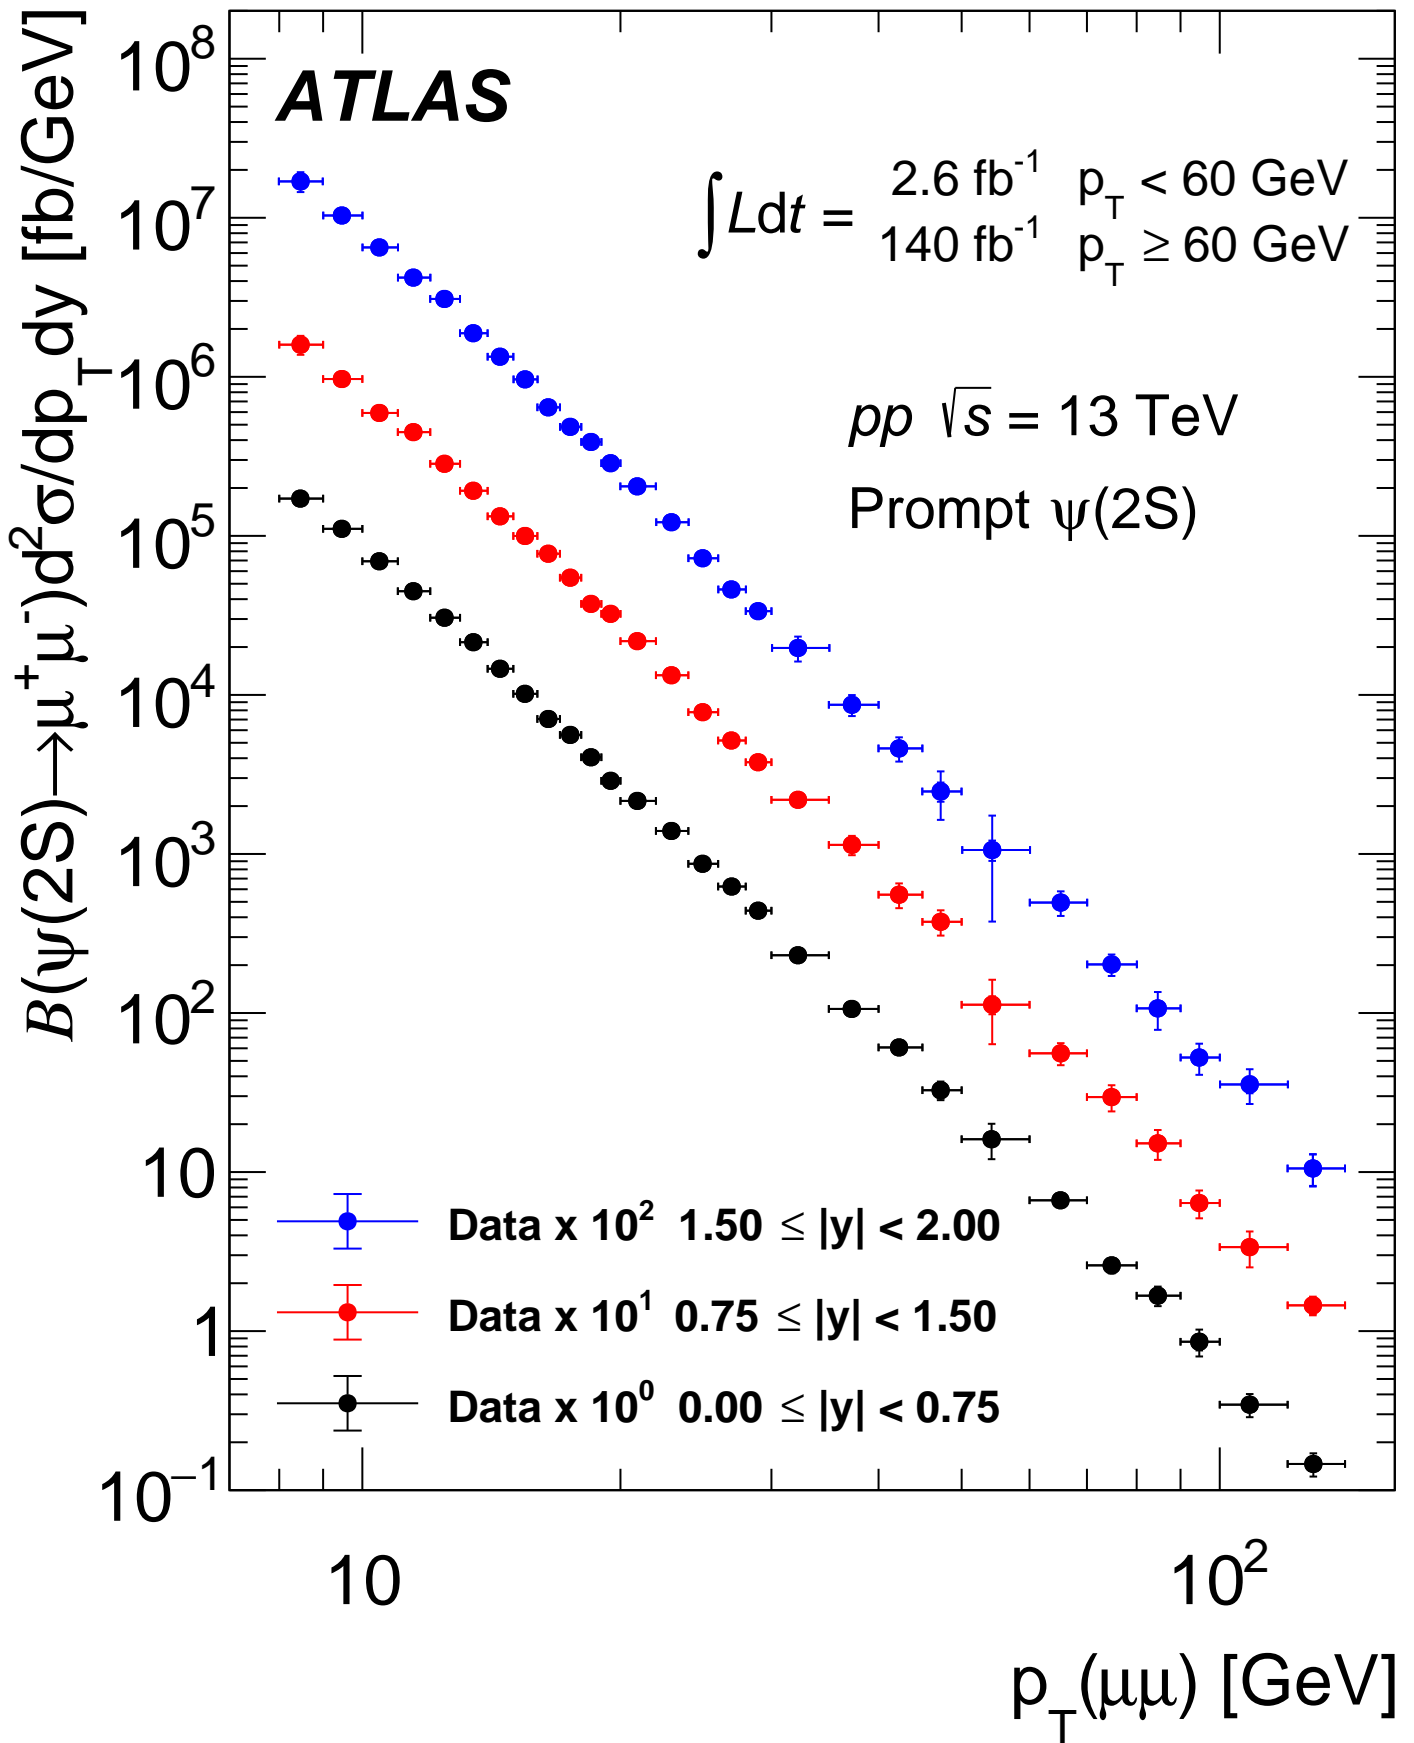 B(ψ(2S)→μ⁺μ⁻)d²σ/dp_T dy [fb/GeV]
10⁸
10⁷
10⁶
10⁵
10⁴
10³
10²
10
1
10⁻¹
ATLAS
∫Ldt = 2.6 fb⁻¹ p_T < 60 GeV
140 fb⁻¹ p_T ≥ 60 GeV
pp √s = 13 TeV
Prompt ψ(2S)
Data x 10² 1.50 ≤ |y| < 2.00
Data x 10¹ 0.75 ≤ |y| < 1.50
Data x 10⁰ 0.00 ≤ |y| < 0.75
10 10²
p_T(μμ) [GeV]